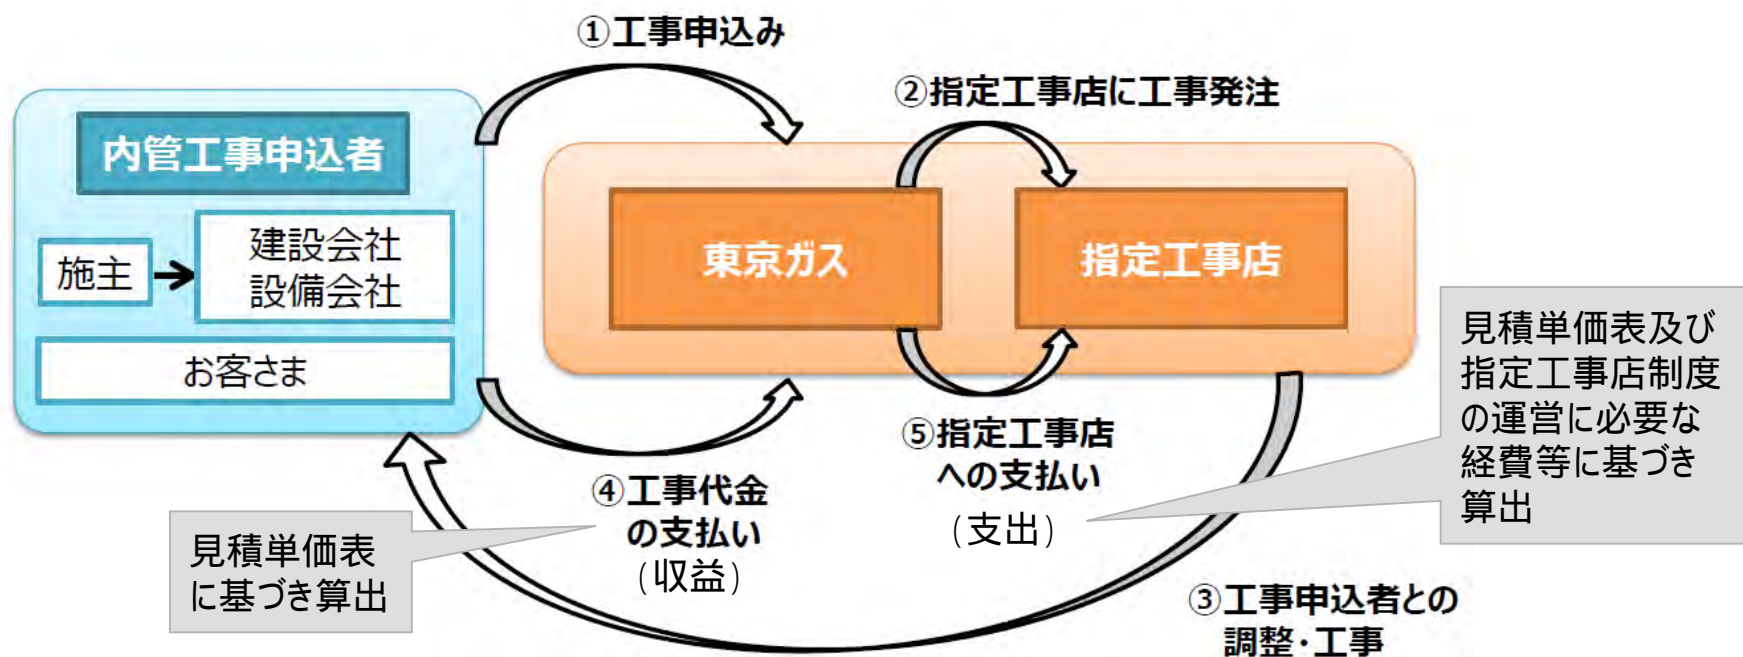 ①工事申込み
②指定工事店に工事発注
内管工事申込者
施主
建設会社
設備会社
お客さま
東京ガス
指定工事店
見積単価表及び
指定工事店制度
の運営に必要な
経費等に基づき
算出
⑤指定工事店
への支払い
(支出)
④工事代金
の支払い
(収益)
見積単価表
に基づき算出
③工事申込者との
調整・工事